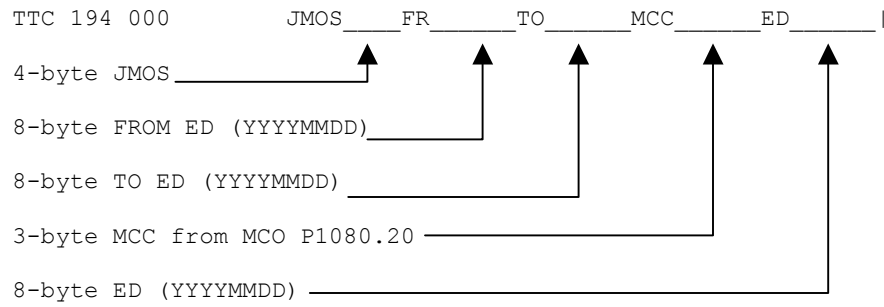 TTC 194 000 JMOS____FR______TO______MCC______ED______|
4-byte JMOS
8-byte FROM ED (YYYYMMDD)
8-byte TO ED (YYYYMMDD)
3-byte MCC from MCO P1080.20
8-byte ED (YYYYMMDD)